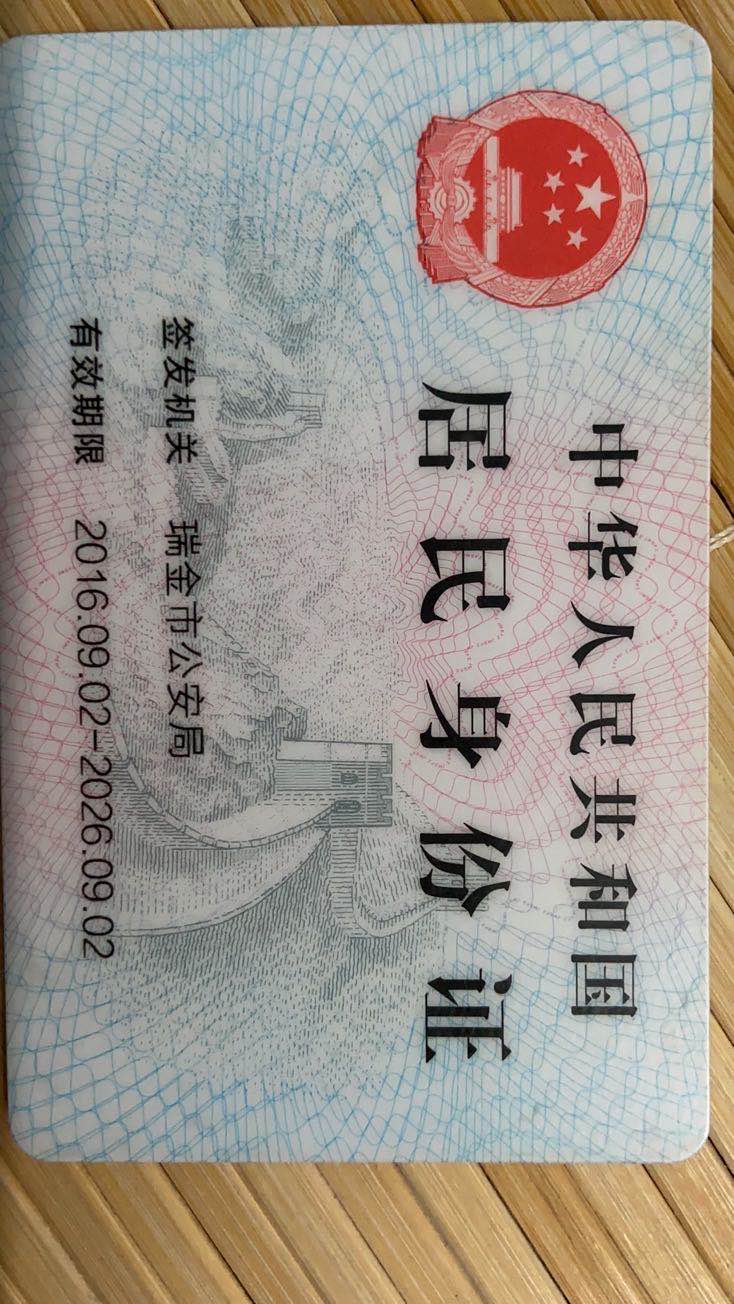 中华人民共和国
居民身份证
签发机关 瑞金市公安局
有效期限 2016.09.02-2026.09.02